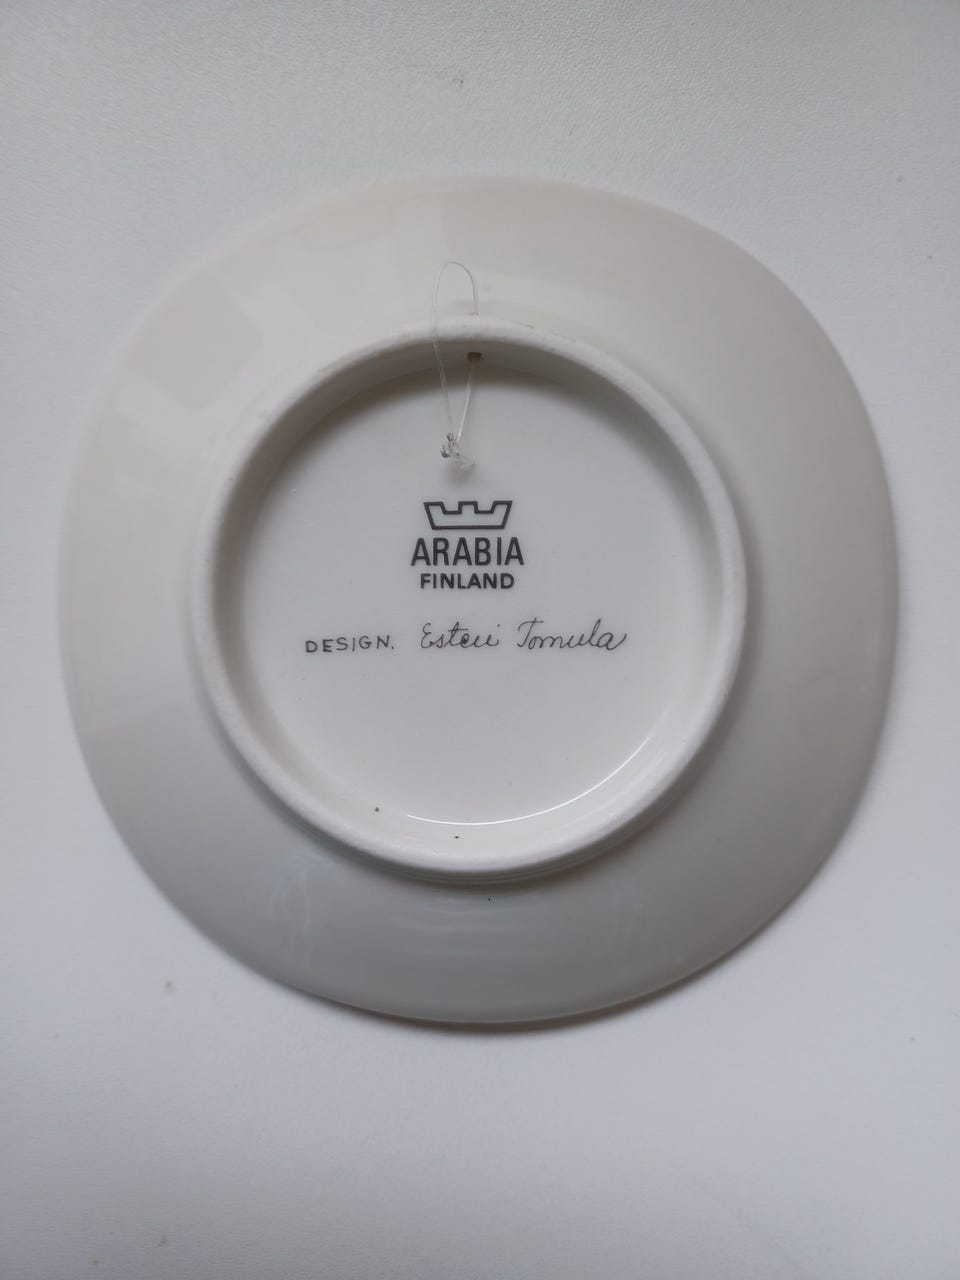 ARABIA
FINLAND
DESIGN. Esteri Tomula